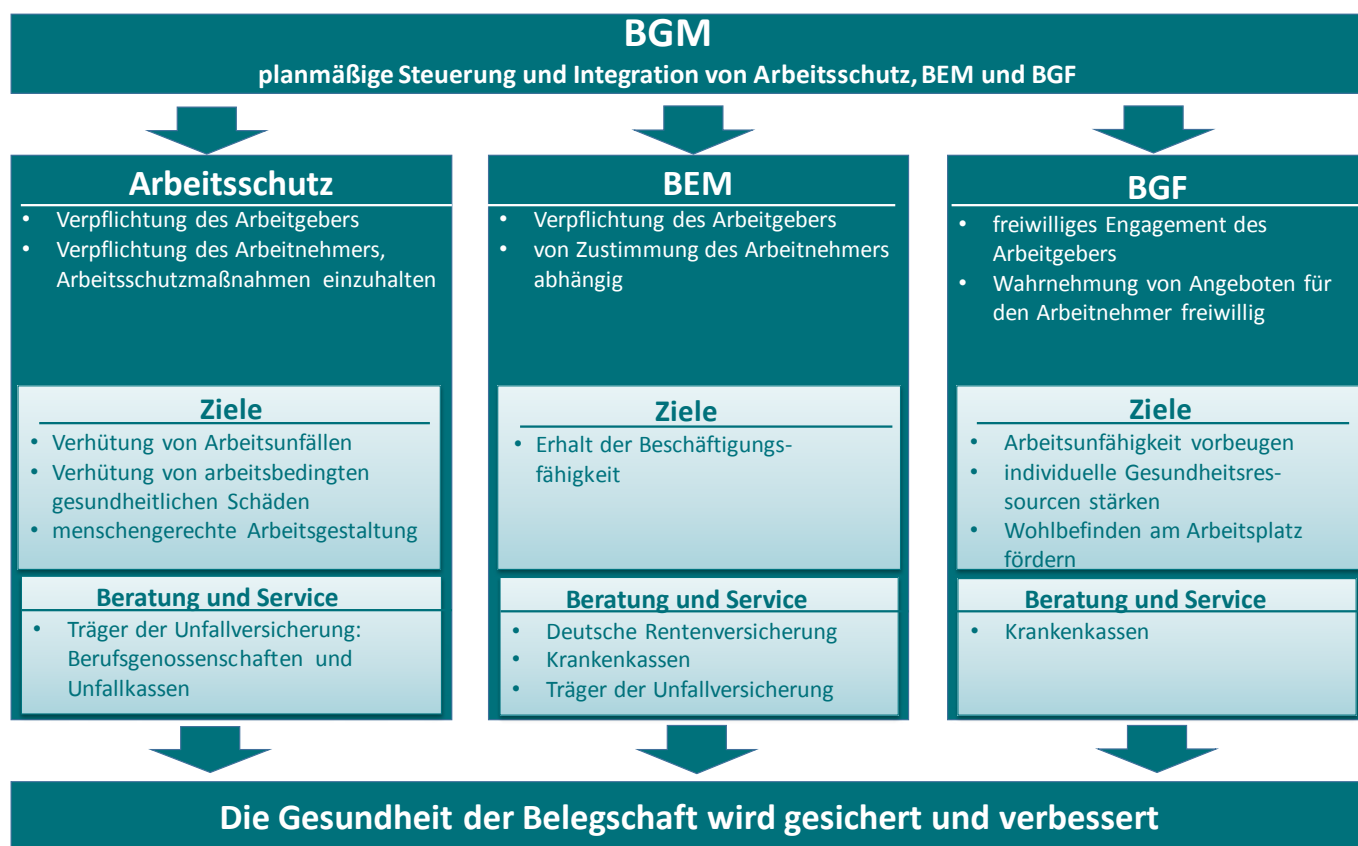 BGM
planmäßige Steuerung und Integration von Arbeitsschutz, BEM und BGF
Arbeitsschutz
• Verpflichtung des Arbeitgebers
• Verpflichtung des Arbeitnehmers,
Arbeitsschutzmaßnahmen einzuhalten
Ziele
• Verhütung von Arbeitsunfällen
• Verhütung von arbeitsbedingten
gesundheitlichen Schäden
• menschengerechte Arbeitsgestaltung
Beratung und Service
• Träger der Unfallversicherung:
Berufsgenossenschaften und
Unfallkassen
BEM
• Verpflichtung des Arbeitgebers
• von Zustimmung des Arbeitnehmers
abhängig
Ziele
• Erhalt der Beschäftigungs-
fähigkeit
Beratung und Service
• Deutsche Rentenversicherung
• Krankenkassen
• Träger der Unfallversicherung
BGF
• freiwilliges Engagement des
Arbeitgebers
• Wahrnehmung von Angeboten für
den Arbeitnehmer freiwillig
Ziele
• Arbeitsunfähigkeit vorbeugen
• individuelle Gesundheitsres-
sourcen stärken
• Wohlbefinden am Arbeitsplatz
fördern
Beratung und Service
• Krankenkassen
Die Gesundheit der Belegschaft wird gesichert und verbessert